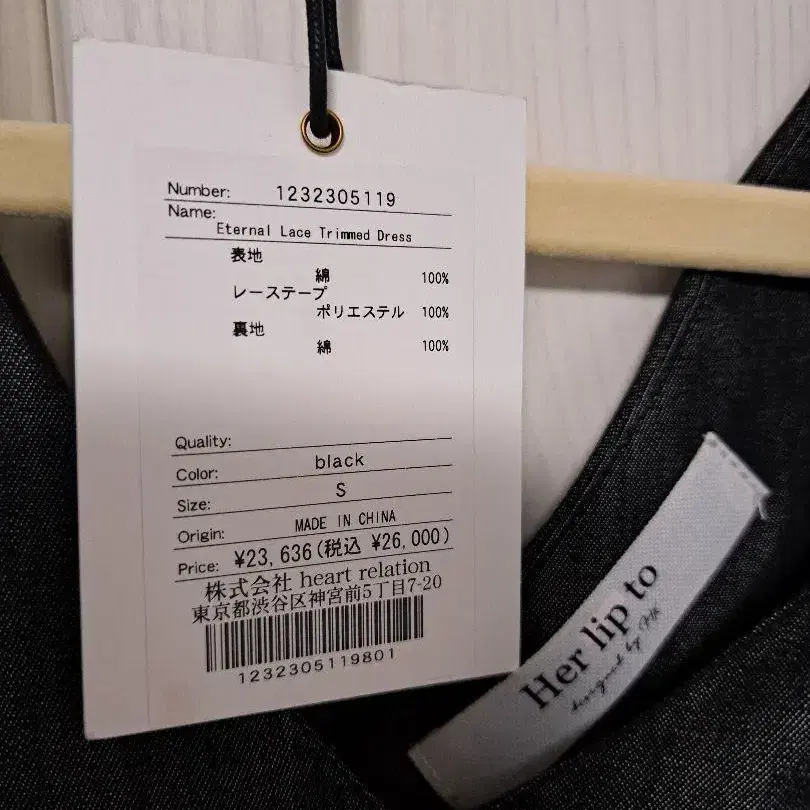 Number: 1232305119
Name:
Eternal Lace Trimmed Dress
表地
綿 100%
レーステープ
ポリエステル 100%
裏地
綿 100%
Quality:
Color: black
Size: S
Origin: MADE IN CHINA
Price: ¥23,636(税込 ¥26,000)
株式会社 heart relation
東京都渋谷区神宮前5丁目7-20
1232305119801
Her lip to
designed by HK